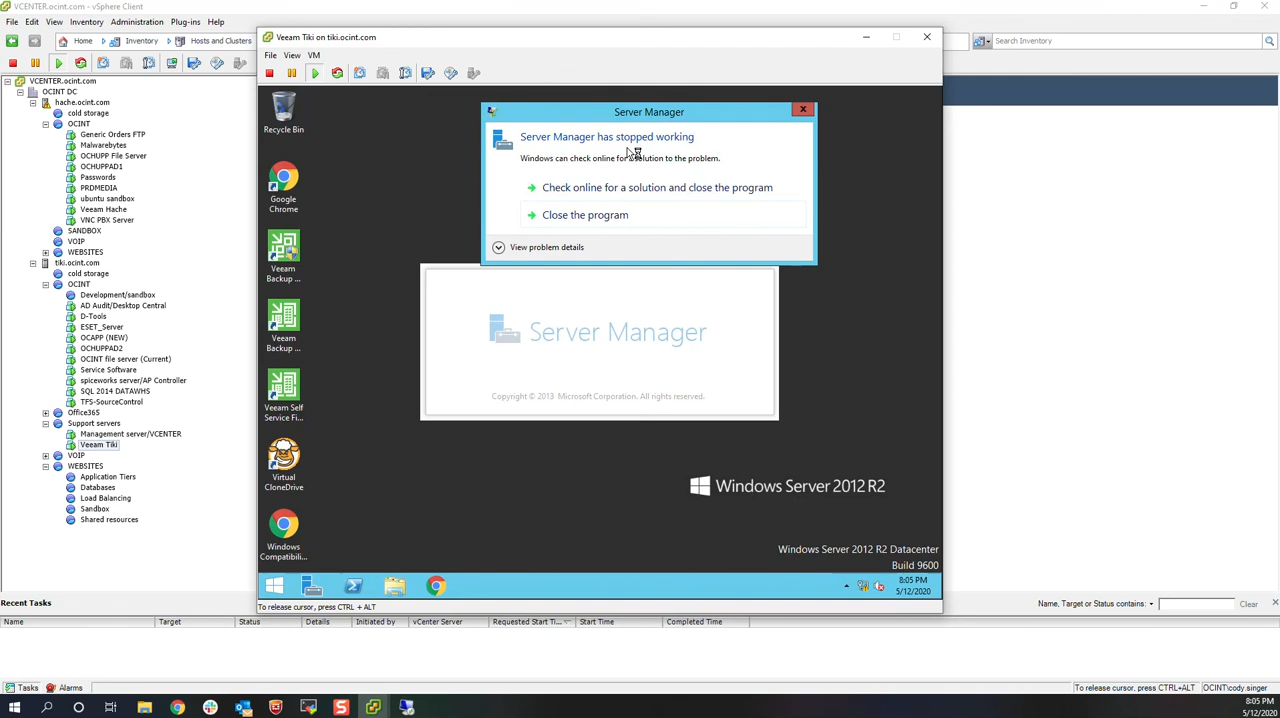 VCENTER.ocint.com - vSphere Client
File Edit View Inventory Administration Plug-ins Help
Home Inventory Hosts and Clusters
Search Inventory
VCENTER.ocint.com
OCINT DC
hache.ocint.com
cold storage
OCINT
Generic Orders FTP
Malwarebytes
OCHUPP File Server
OCHUPPAD1
Passwords
PRDMEDIA
ubuntu sandbox
Veeam Hache
VNC PBX Server
SANDBOX
VOIP
WEBSITES
tiki.ocint.com
cold storage
OCINT
Development/sandbox
AD Audit/Desktop Central
D-Tools
ESET_Server
OCAPP (NEW)
OCHUPPAD2
OCINT file server (Current)
Service Software
spiceworks server/AP Controller
SQL 2014 DATAWHS
TFS-SourceControl
Office365
Support servers
Management server/VCENTER
Veeam Tiki
VOIP
WEBSITES
Application Tiers
Databases
Load Balancing
Sandbox
Shared resources
Veeam Tiki on tiki.ocint.com
File View VM
Recycle Bin
Google
Chrome
Veeam
Backup ...
Veeam
Backup ...
Veeam Self
Service Fi...
Virtual
CloneDrive
Windows
Compatibili...
Server Manager
Server Manager has stopped working
Windows can check online for a solution to the problem.
Check online for a solution and close the program
Close the program
View problem details
Server Manager
Copyright © 2013 Microsoft Corporation. All rights reserved.
Windows Server 2012 R2
Windows Server 2012 R2 Datacenter
Build 9600
8:05 PM
5/12/2020
To release cursor, press CTRL + ALT
Recent Tasks
Name, Target or Status contains: Clear
Name Target Status Details Initiated by vCenter Server Requested Start Ti... Start Time Completed Time
Tasks Alarms
To release cursor, press CTRL+ALT OCINT\cody.singer
8:05 PM
5/12/2020